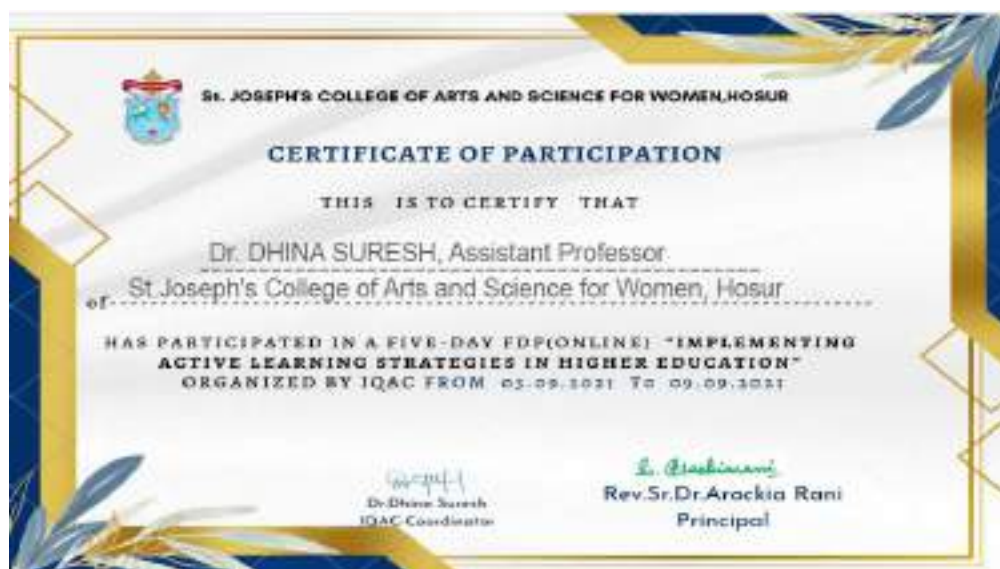 St. JOSEPH'S COLLEGE OF ARTS AND SCIENCE FOR WOMEN,HOSUR
CERTIFICATE OF PARTICIPATION
THIS IS TO CERTIFY THAT
Dr. DHINA SURESH, Assistant Professor
of St.Joseph's College of Arts and Science for Women, Hosur
HAS PARTICIPATED IN A FIVE-DAY FDP(ONLINE) "IMPLEMENTING
ACTIVE LEARNING STRATEGIES IN HIGHER EDUCATION"
ORGANIZED BY IQAC FROM 03.09.2021 To 09.09.2021
Dr.Dhina Suresh
IQAC-Coordinator
Rev.Sr.Dr.Arockia Rani
Principal